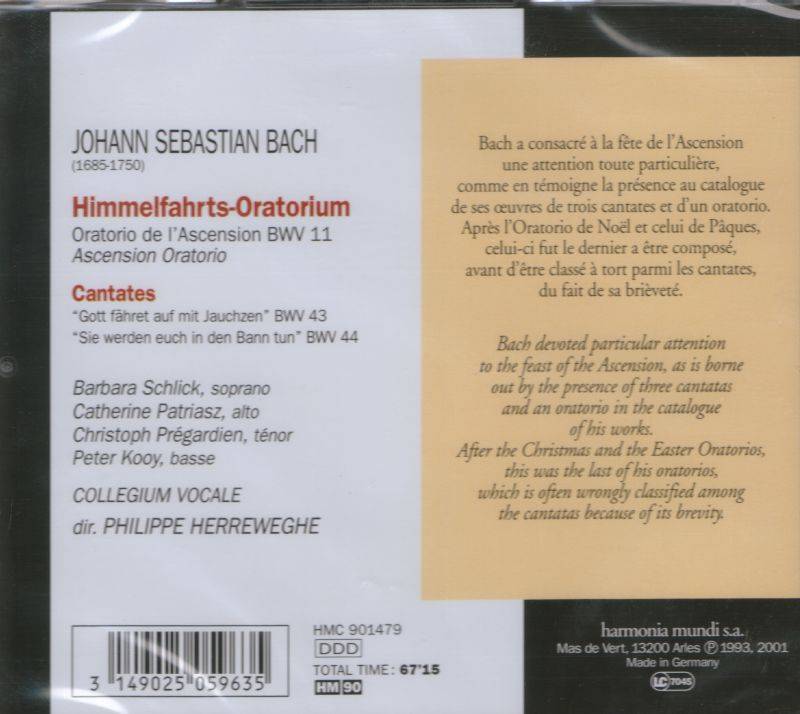 JOHANN SEBASTIAN BACH
(1685-1750)
Himmelfahrts-Oratorium
Oratorio de l'Ascension BWV 11
Ascension Oratorio
Cantates
"Gott fähret auf mit Jauchzen" BWV 43
"Sie werden euch in den Bann tun" BWV 44
Barbara Schlick, soprano
Catherine Patriasz, alto
Christoph Prégardien, ténor
Peter Kooy, basse
COLLEGIUM VOCALE
dir. PHILIPPE HERREWEGHE
Bach a consacré à la fête de l'Ascension
une attention toute particulière,
comme en témoigne la présence au catalogue
de ses œuvres de trois cantates et d'un oratorio.
Après l'Oratorio de Noël et celui de Pâques,
celui-ci fut le dernier a être composé,
avant d'être classé à tort parmi les cantates,
du fait de sa brièveté.
Bach devoted particular attention
to the feast of the Ascension, as is borne
out by the presence of three cantatas
and an oratorio in the catalogue
of his works.
After the Christmas and the Easter Oratorios,
this was the last of his oratorios,
which is often wrongly classified among
the cantatas because of its brevity.
3 149025 059635
HMC 901479
DDD
TOTAL TIME: 67'15
HM 90
harmonia mundi s.a.
Mas de Vert, 13200 Arles Ⓟ 1993, 2001
Made in Germany
LC 7045